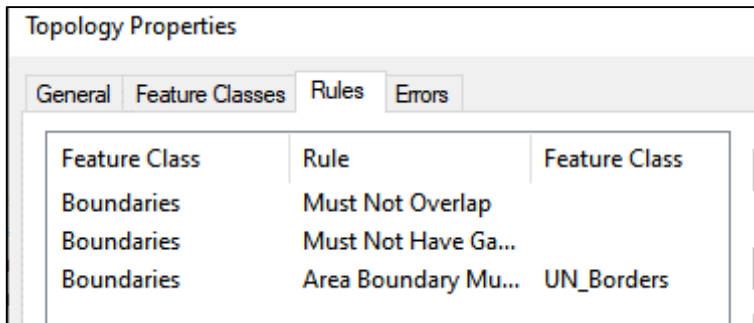 Topology Properties
General Feature Classes Rules Errors
Feature Class Rule Feature Class
Boundaries Must Not Overlap
Boundaries Must Not Have Ga...
Boundaries Area Boundary Mu... UN_Borders